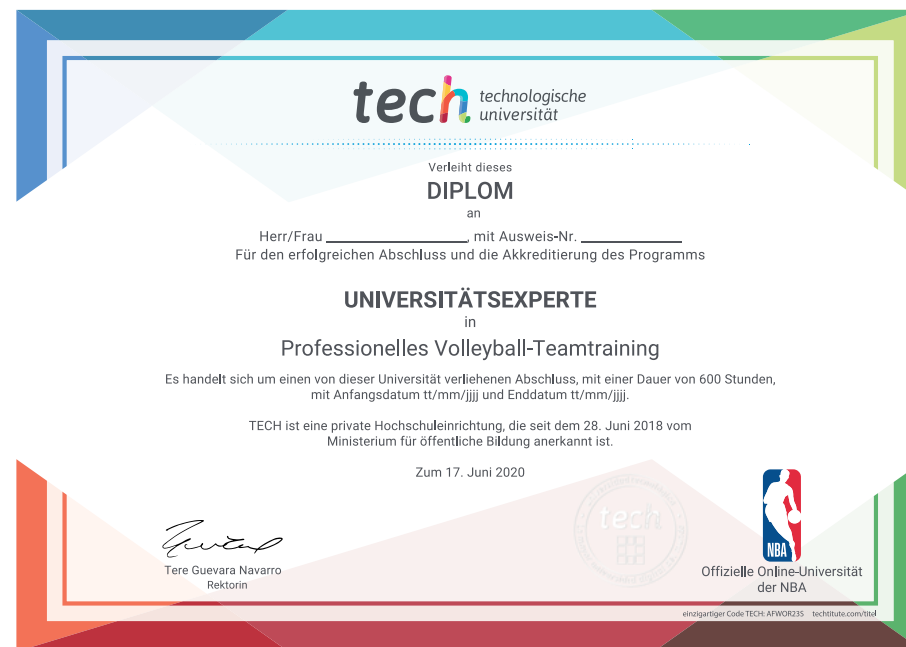 tech technologische
universität
Verleiht dieses
DIPLOM
an
Herr/Frau ____________, mit Ausweis-Nr. ____________
Für den erfolgreichen Abschluss und die Akkreditierung des Programms
UNIVERSITÄTSEXPERTE
in
Professionelles Volleyball-Teamtraining
Es handelt sich um einen von dieser Universität verliehenen Abschluss, mit einer Dauer von 600 Stunden,
mit Anfangsdatum tt/mm/jjjj und Enddatum tt/mm/jjjj.
TECH ist eine private Hochschuleinrichtung, die seit dem 28. Juni 2018 vom
Ministerium für öffentliche Bildung anerkannt ist.
Zum 17. Juni 2020
tech
NBA
Tere Guevara Navarro
Rektorin
Offizielle Online-Universität
der NBA
einzigartiger Code TECH: AFWOR23S techtitute.com/titel